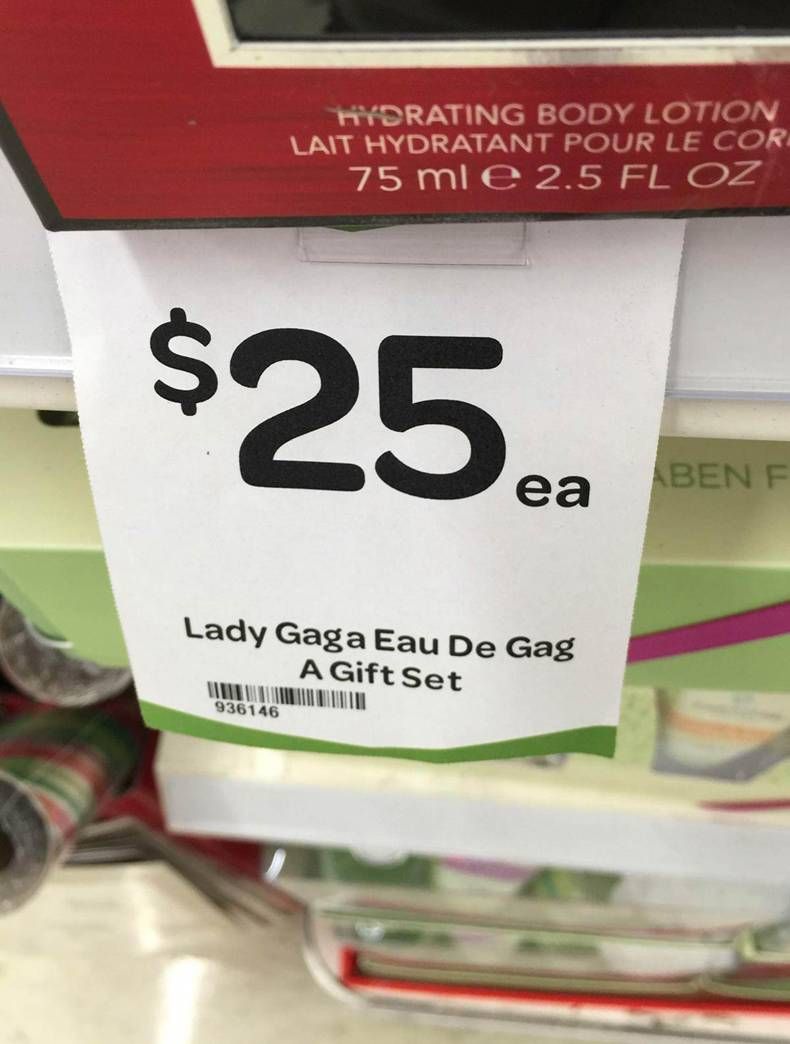 HYDRATING BODY LOTION
LAIT HYDRATANT POUR LE COR
75 ml e 2.5 FL OZ
$25 ea
ABEN F
Lady Gaga Eau De Gag
A Gift Set
936146